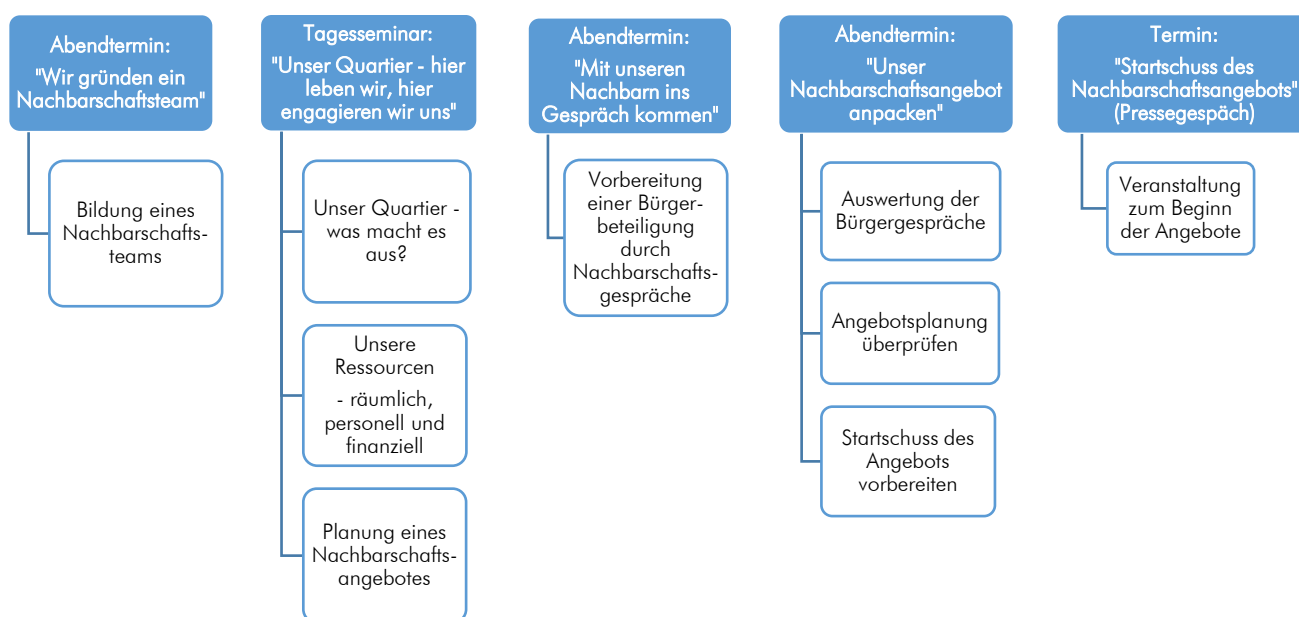 Abendtermin:
"Wir gründen ein
Nachbarschaftsteam"
Bildung eines
Nachbarschafts-
teams
Tagesseminar:
"Unser Quartier - hier
leben wir, hier
engagieren wir uns"
Unser Quartier -
was macht es
aus?
Unsere
Ressourcen
- räumlich,
personell und
finanziell
Planung eines
Nachbarschafts-
angebotes
Abendtermin:
"Mit unseren
Nachbarn ins
Gespräch kommen"
Vorbereitung
einer Bürger-
beteiligung
durch
Nachbarschafts-
gespräche
Abendtermin:
"Unser
Nachbarschaftsangebot
anpacken"
Auswertung der
Bürgergespräche
Angebotsplanung
überprüfen
Startschuss des
Angebots
vorbereiten
Termin:
"Startschuss des
Nachbarschaftsangebots"
(Pressegespäch)
Veranstaltung
zum Beginn
der Angebote